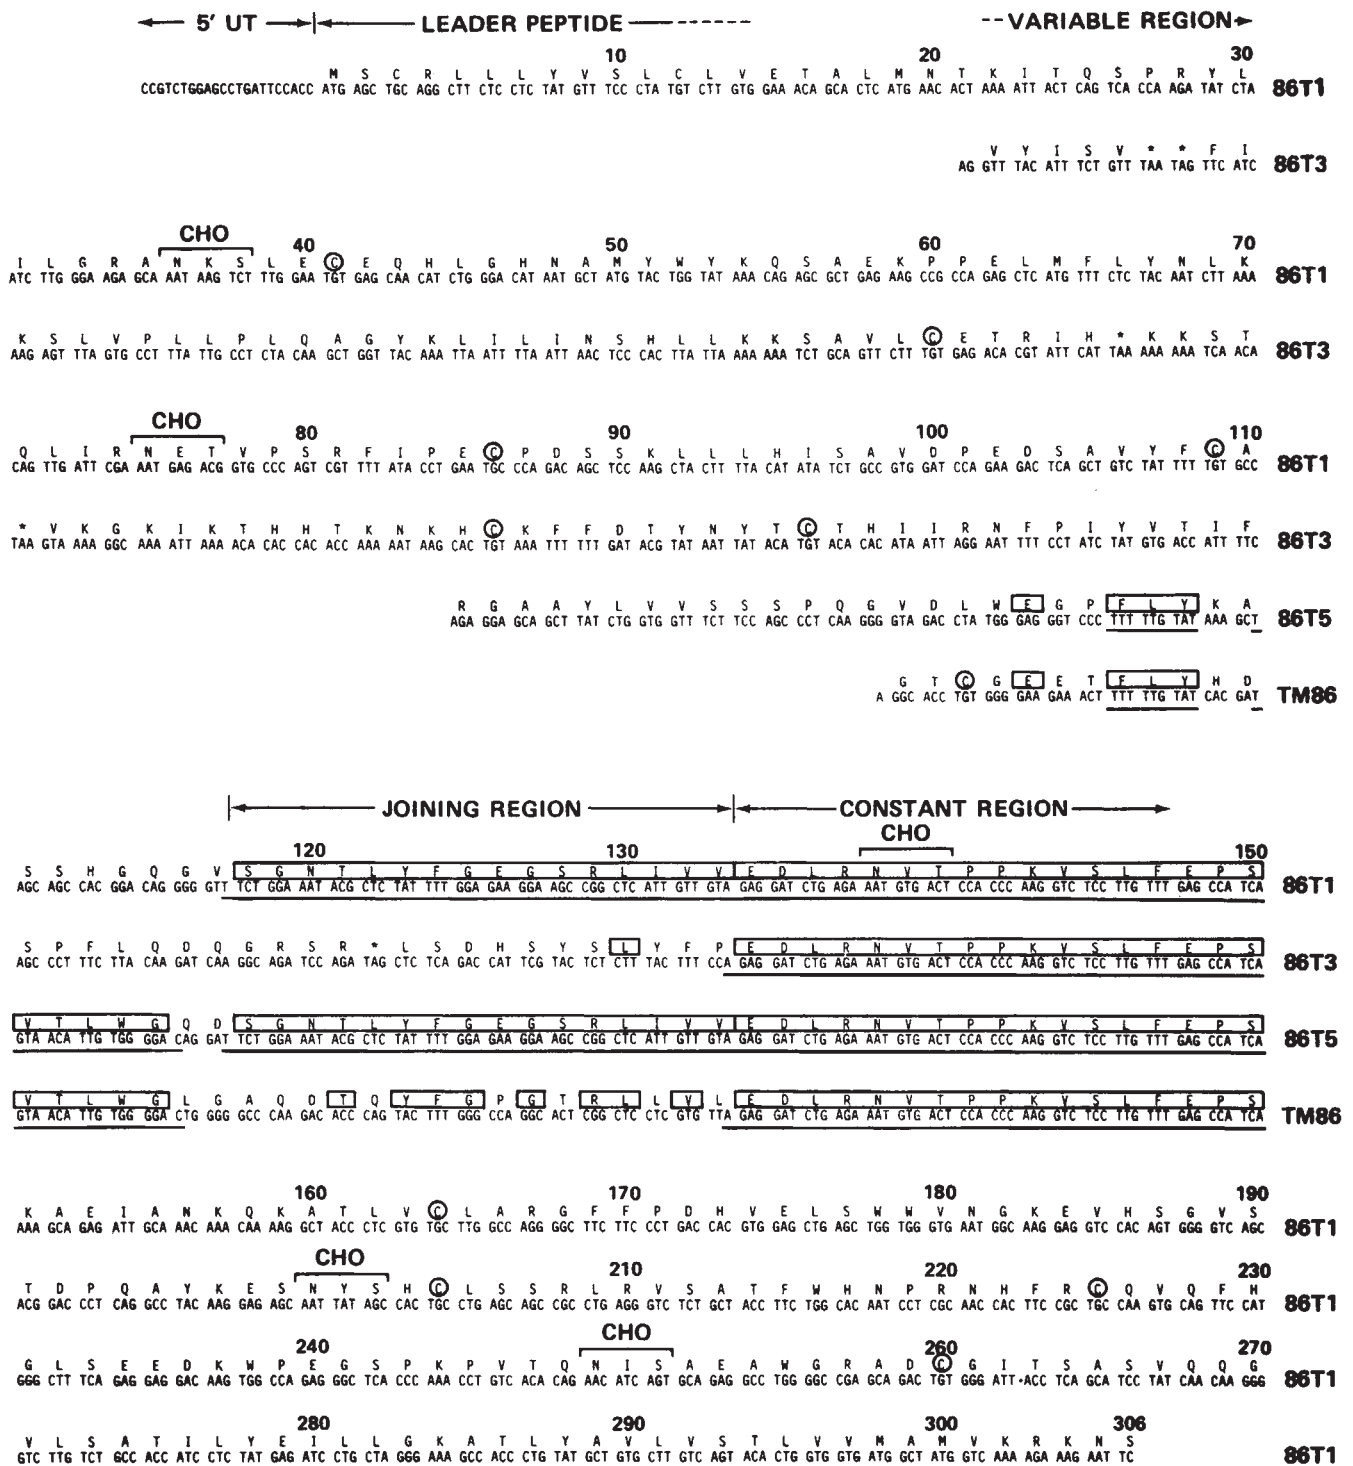 5' UT LEADER PEPTIDE VARIABLE REGION
10 20 30
M S C R L L L Y V S L C L V E T A L M N T K I T Q S P R Y L
CCGTCTGGAGCCTGATTCCACC ATG AGC TGC AGG CTT CTC CTC TAT GTT TCC CTA TGT CTT GTG GAA ACA GCA CTC ATG AAC ACT AAA ATT ACT CAG TCA CCA AGA TAT CTA 86T1
V Y I S V * * F I
AG GTT TAC ATT TCT GTT TAA TAG TTC ATC 86T3
CHO 40 50 60 70
I L G R A N K S L E C E Q H L G H N A M Y W Y K Q S A E K P P E L M F L Y N L K
ATC TTG GGA AGA GCA AAT AAG TCT TTG GAA TGT GAG CAA CAT CTG GGA CAT AAT GCT ATG TAC TGG TAT AAA CAG AGC GCT GAG AAG CCG CCA GAG CTC ATG TTT CTC TAC AAT CTT AAA 86T1
K S L V P L L P L Q A G Y K L I L I N S H L L K K S A V L C E T R I H * K K S T
AAG AGT TTA GTG CCT TTA TTG CCT CTA CAA GCT GGT TAC AAA TTA ATT TTA ATT AAC TCC CAC TTA TTA AAA AAA TCT GCA GTT CTT TGT GAG ACA CGT ATT CAT TAA AAA AAA TCA ACA 86T3
CHO 80 90 100 110
Q L I R N E T V P S R F I P E C P D S S K L L L H I S A V D P E D S A V Y F C A
CAG TTG ATT CGA AAT GAG ACG GTG CCC AGT CGT TTT ATA CCT GAA TGC CCA GAC AGC TCC AAG CTA CTT TTA CAT ATA TCT GCC GTG GAT CCA GAA GAC TCA GCT GTC TAT TTT TGT GCC 86T1
* V K G K I K T H H T K N K H C K F F D T Y N Y T C T H I I R N F P I Y V T I F
TAA GTA AAA GGC AAA ATT AAA ACA CAC CAC ACC AAA AAT AAG CAC TGT AAA TTT TTT GAT ACG TAT AAT TAT ACA TGT ACA CAC ATA ATT AGG AAT TTT CCT ATC TAT GTG ACC ATT TTC 86T3
R G A A Y L V V S S S P Q G V D L W E G P F L Y K A
AGA GGA GCA GCT TAT CTG GTG GTT TCT TCC AGC CCT CAA GGG GTA GAC CTA TGG GAG GGT CCC TTT TTG TAT AAA GCT 86T5
G T C G E E T F L Y H D
A GGC ACC TGT GGG GAA GAA ACT TTT TTG TAT CAC GAT TM86
JOINING REGION CONSTANT REGION
CHO
120 130 150
S S H G Q G V S G N T L Y F G E G S R L I V V E D L R N V T P P K V S L F E P S
AGC AGC CAC GGA CAG GGG GTT TCT GGA AAT ACG CTC TAT TTT GGA GAA GGA AGC CGG CTC ATT GTT GTA GAG GAT CTG AGA AAT GTG ACT CCA CCC AAG GTC TCC TTG TTT GAG CCA TCA 86T1
S P F L Q D Q G R S R * L S D H S Y S L Y F P E D L R N V T P P K V S L F E P S
AGC CCT TTC TTA CAA GAT CAA GGC AGA TCC AGA TAG CTC TCA GAC CAT TCG TAC TCT CTT TAC TTT CCA GAG GAT CTG AGA AAT GTG ACT CCA CCC AAG GTC TCC TTG TTT GAG CCA TCA 86T3
V T L W G Q D S G N T L Y F G E G S R L I V V E D L R N V T P P K V S L F E P S
GTA ACA TTG TGG GGA CAG GAT TCT GGA AAT ACG CTC TAT TTT GGA GAA GGA AGC CGG CTC ATT GTT GTA GAG GAT CTG AGA AAT GTG ACT CCA CCC AAG GTC TCC TTG TTT GAG CCA TCA 86T5
V T L W G L G A Q D T Q Y F G P G T R L L V L E D L R N V T P P K V S L F E P S
GTA ACA TTG TGG GGA CTG GGG GCC CAA GAC ACC CAG TAC TTT GGG CCA GGC ACT CGG CTC CTC GTG TTA GAG GAT CTG AGA AAT GTG ACT CCA CCC AAG GTC TCC TTG TTT GAG CCA TCA TM86
160 170 180 190
K A E I A N K Q K A T L V C L A R G F F P D H V E L S W W V N G K E V H S G V S
AAA GCA GAG ATT GCA AAC AAA CAA AAG GCT ACC CTC GTG TGC TTG GCC AGG GGC TTC TTC CCT GAC CAC GTG GAG CTG AGC TGG TGG GTG AAT GGC AAG GAG GTC CAC AGT GGG GTC AGC 86T1
CHO 210 220 230
T D P Q A Y K E S N Y S H C L S S R L R V S A T F W H N P R N H F R C Q V Q F H
ACG GAC CCT CAG GCC TAC AAG GAG AGC AAT TAT AGC CAC TGC CTG AGC AGC CGC CTG AGG GTC TCT GCT ACC TTC TGG CAC AAT CCT CGC AAC CAC TTC CGC TGC CAA GTG CAG TTC CAT 86T1
240 CHO 260 270
G L S E E D K W P E G S P K P V T Q N I S A E A W G R A D C G I T S A S V Q Q G
GGG CTT TCA GAG GAG GAC AAG TGG CCA GAG GGC TCA CCC AAA CCT GTC ACA CAG AAC ATC AGT GCA GAG GCC TGG GGC CGA GCA GAC TGT GGG ATT·ACC TCA GCA TCC TAT CAA CAA GGG 86T1
280 290 300 306
V L S A T I L Y E I L L G K A T L Y A V L V S T L V V M A M V K R K N S
GTC TTG TCT GCC ACC ATC CTC TAT GAG ATC CTG CTA GGG AAA GCC ACC CTG TAT GCT GTG CTT GTC AGT ACA CTG GTG GTG ATG GCT ATG GTC AAA AGA AAG AAT TC 86T1